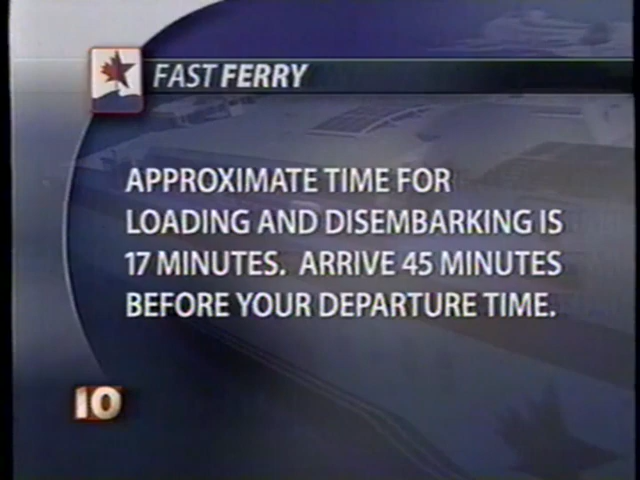 FAST FERRY
APPROXIMATE TIME FOR
LOADING AND DISEMBARKING IS
17 MINUTES. ARRIVE 45 MINUTES
BEFORE YOUR DEPARTURE TIME.
10